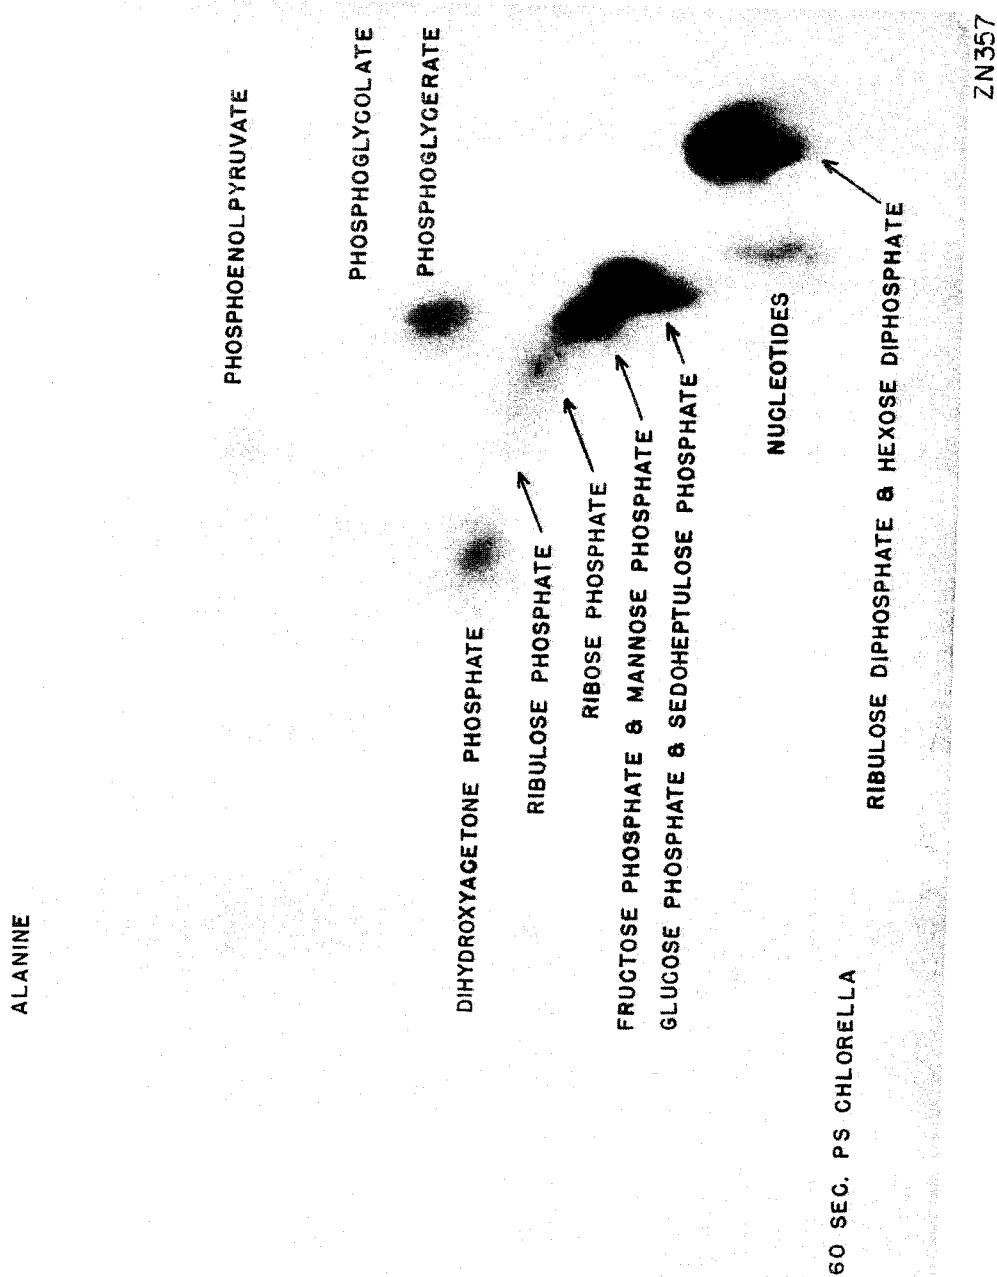 ALANINE
PHOSPHOENOLPYRUVATE
PHOSPHOGLYCOLATE
PHOSPHOGLYCERATE
DIHYDROXYACETONE PHOSPHATE
RIBULOSE PHOSPHATE
RIBOSE PHOSPHATE
FRUCTOSE PHOSPHATE & MANNOSE PHOSPHATE
GLUCOSE PHOSPHATE & SEDOHEPTULOSE PHOSPHATE
NUCLEOTIDES
60 SEC. PS CHLORELLA
RIBULOSE DIPHOSPHATE & HEXOSE DIPHOSPHATE
ZN357